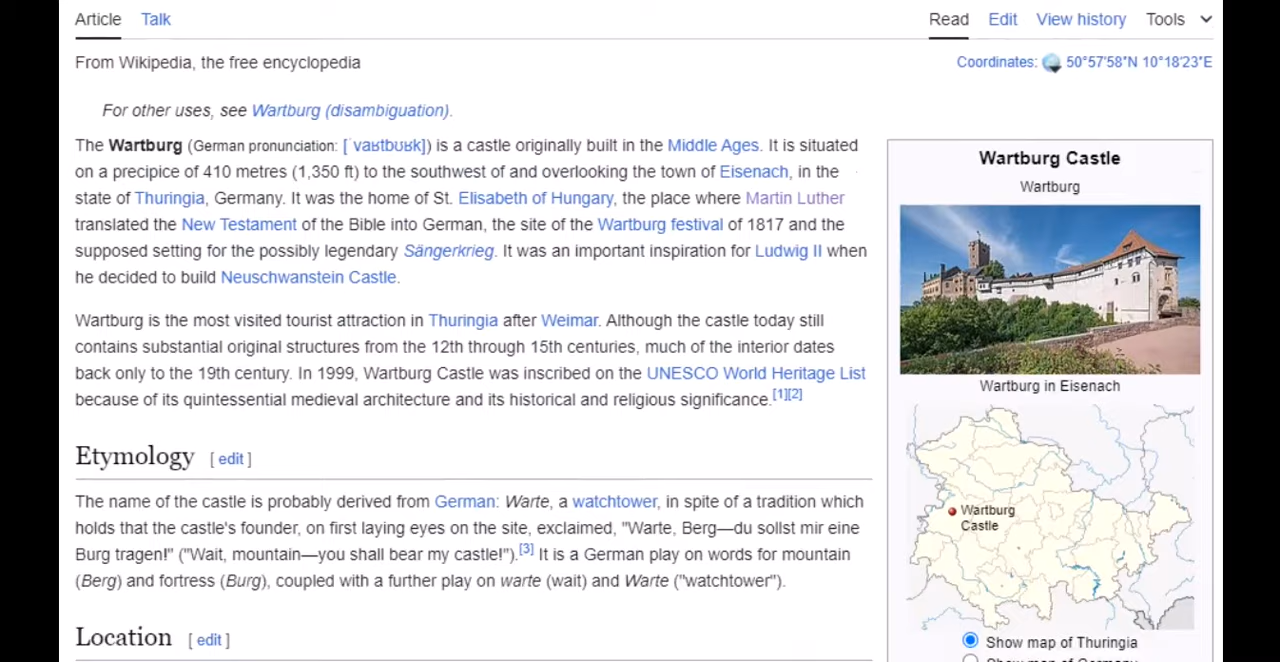 Article Talk Read Edit View history Tools
From Wikipedia, the free encyclopedia
Coordinates: 50°57′58″N 10°18′23″E
For other uses, see Wartburg (disambiguation).
The Wartburg (German pronunciation: [ˈvaʁtbʊʁk]) is a castle originally built in the Middle Ages. It is situated
on a precipice of 410 metres (1,350 ft) to the southwest of and overlooking the town of Eisenach, in the
state of Thuringia, Germany. It was the home of St. Elisabeth of Hungary, the place where Martin Luther
translated the New Testament of the Bible into German, the site of the Wartburg festival of 1817 and the
supposed setting for the possibly legendary Sängerkrieg. It was an important inspiration for Ludwig II when
he decided to build Neuschwanstein Castle.
Wartburg is the most visited tourist attraction in Thuringia after Weimar. Although the castle today still
contains substantial original structures from the 12th through 15th centuries, much of the interior dates
back only to the 19th century. In 1999, Wartburg Castle was inscribed on the UNESCO World Heritage List
because of its quintessential medieval architecture and its historical and religious significance.[1][2]
Etymology [ edit ]
The name of the castle is probably derived from German: Warte, a watchtower, in spite of a tradition which
holds that the castle's founder, on first laying eyes on the site, exclaimed, "Warte, Berg—du sollst mir eine
Burg tragen!" ("Wait, mountain—you shall bear my castle!").[3] It is a German play on words for mountain
(Berg) and fortress (Burg), coupled with a further play on warte (wait) and Warte ("watchtower").
Location [ edit ]
Wartburg Castle
Wartburg
Wartburg in Eisenach
Wartburg
Castle
Show map of Thuringia
Show map of Germany